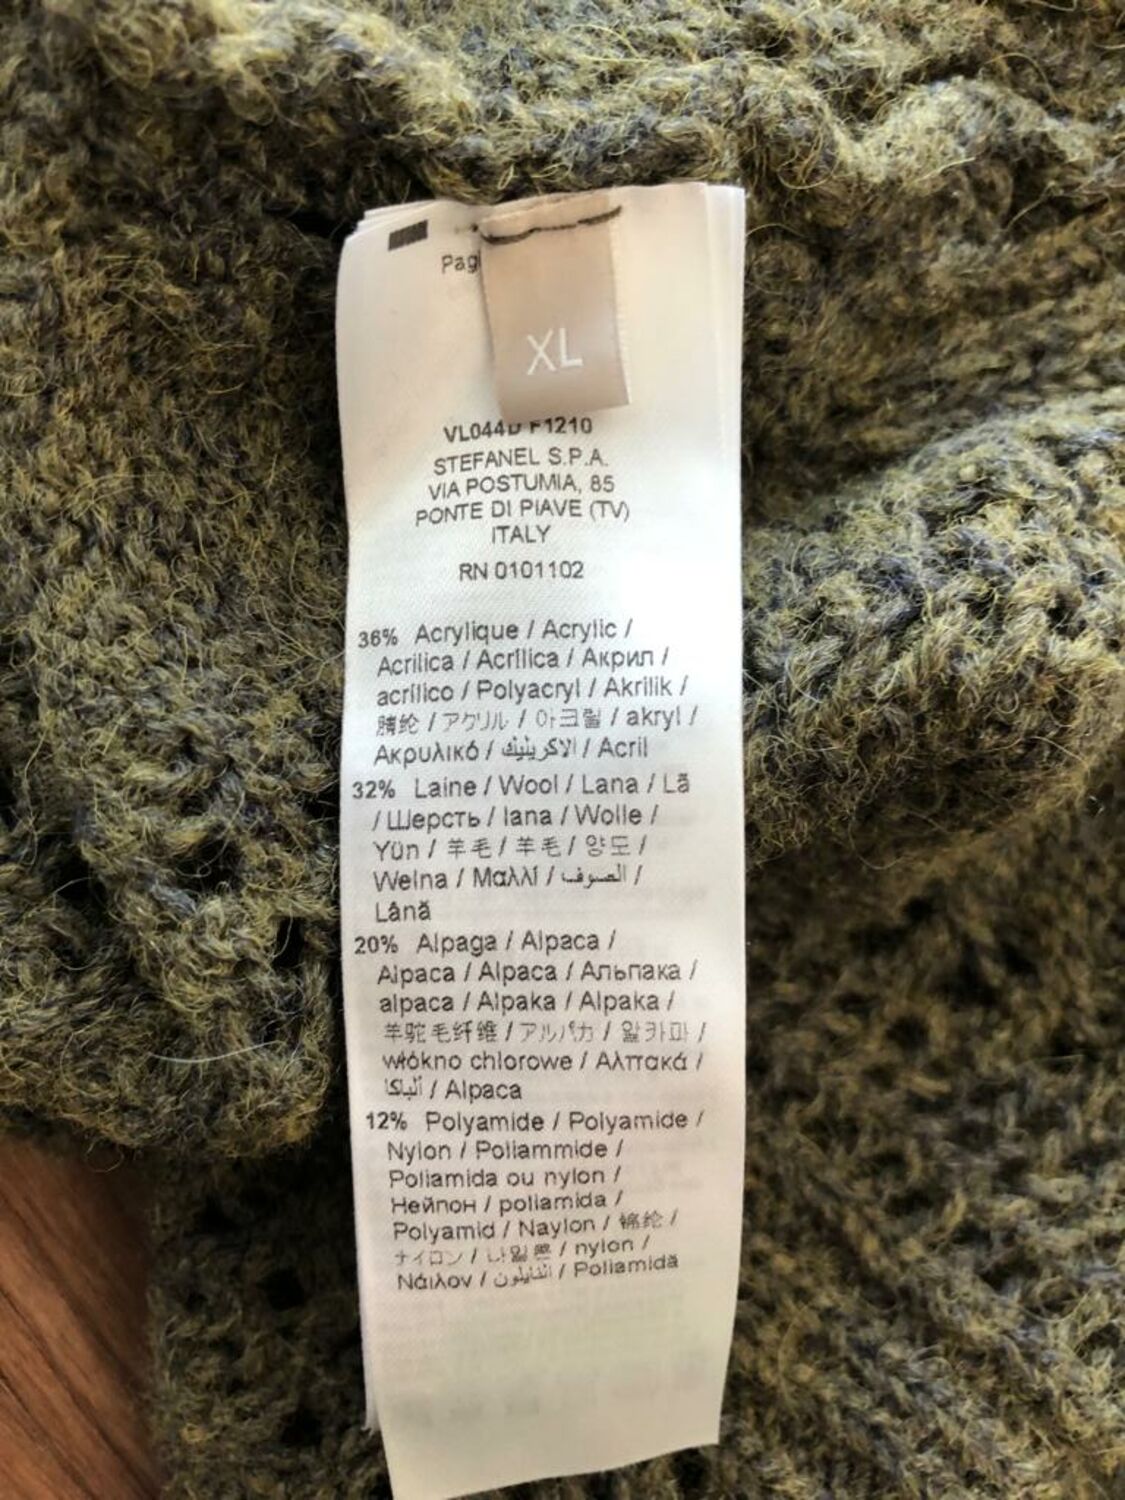 Pag
XL
VL044D F1210
STEFANEL S.P.A.
VIA POSTUMIA, 85
PONTE DI PIAVE (TV)
ITALY
RN 0101102
36% Acrylique / Acrylic /
Acrilica / Acrílica / Акрил /
acrílico / Polyacryl / Akrilik /
腈纶 / アクリル / 아크릴 / akryl /
Ακρυλικό / الاكريليك / Acril
32% Laine / Wool / Lana / Lã
/ Шерсть / lana / Wolle /
Yün / 羊毛 / 羊毛 / 양모 /
Wełna / Μαλλί / الصوف /
Lână
20% Alpaga / Alpaca /
Alpaca / Alpaca / Альпака /
alpaca / Alpaka / Alpaka /
羊驼毛纤维 / アルパカ / 알카파 /
włókno chlorowe / Αλπακά /
ألباكا / Alpaca
12% Polyamide / Polyamide /
Nylon / Poliammide /
Poliamida ou nylon /
Нейлон / poliamida /
Polyamid / Naylon / 锦纶 /
ナイロン / 나일론 / nylon /
Νάιλον / النايلون / Poliamidă